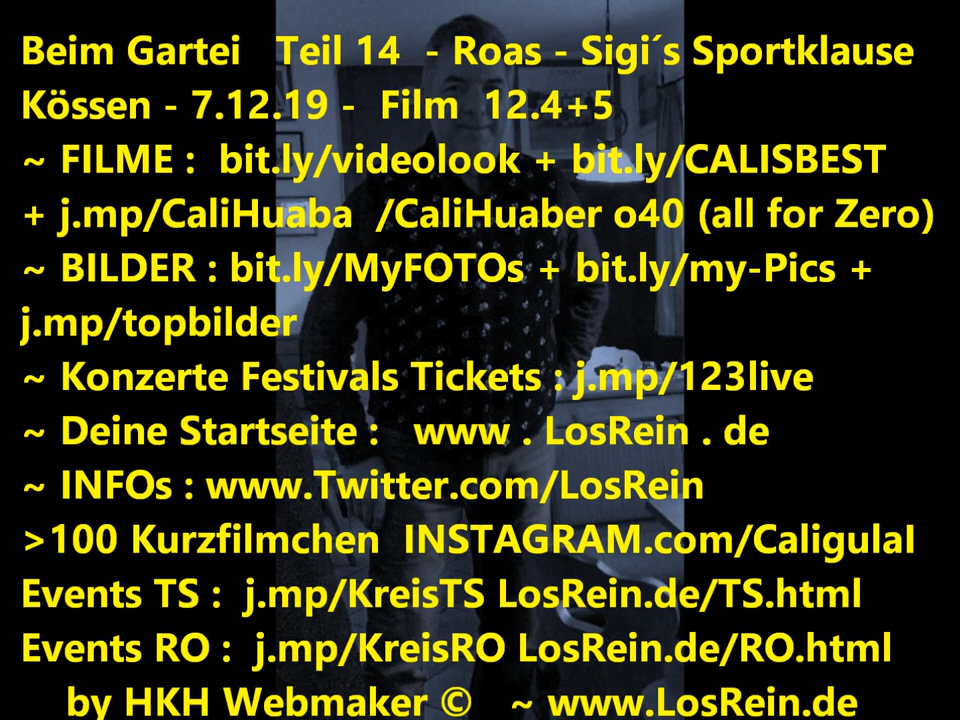 Beim Gartei Teil 14 - Roas - Sigi´s Sportklause
Kössen - 7.12.19 - Film 12.4+5
~ FILME : bit.ly/videolook + bit.ly/CALISBEST
+ j.mp/CaliHuaba /CaliHuaber o40 (all for Zero)
~ BILDER : bit.ly/MyFOTOs + bit.ly/my-Pics +
j.mp/topbilder
~ Konzerte Festivals Tickets : j.mp/123live
~ Deine Startseite : www . LosRein . de
~ INFOs : www.Twitter.com/LosRein
>100 Kurzfilmchen INSTAGRAM.com/CaligulaI
Events TS : j.mp/KreisTS LosRein.de/TS.html
Events RO : j.mp/KreisRO LosRein.de/RO.html
by HKH Webmaker © ~ www.LosRein.de